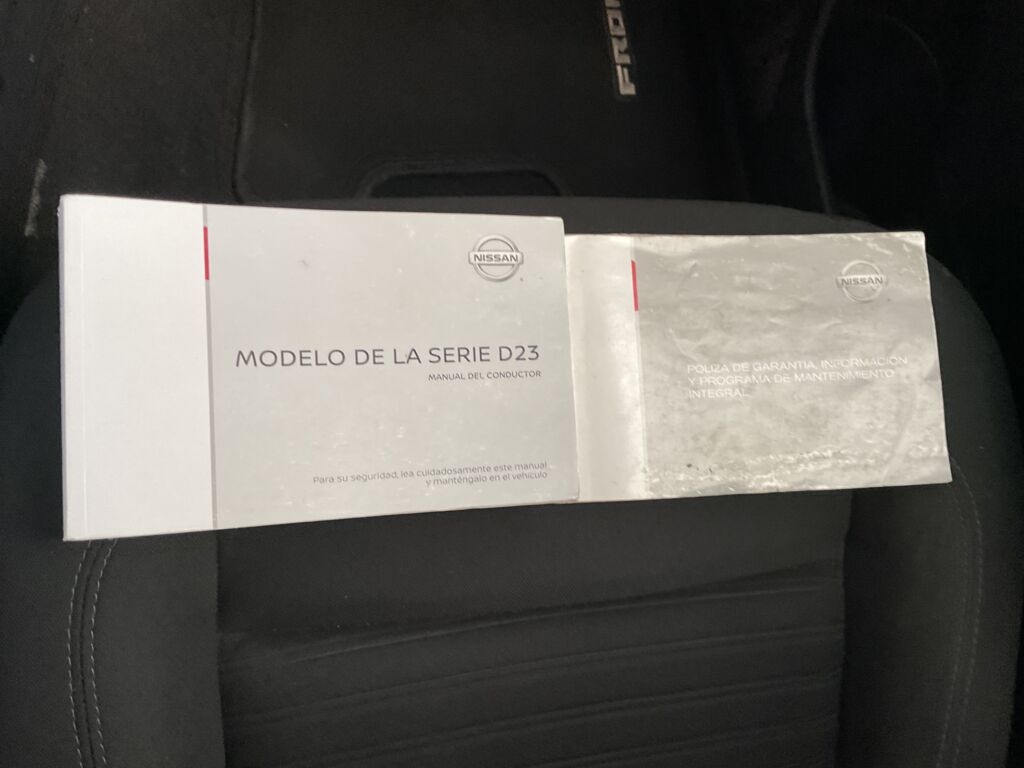 FRO
NISSAN
MODELO DE LA SERIE D23
MANUAL DEL CONDUCTOR
Para su seguridad, lea cuidadosamente este manual
y manténgalo en el vehículo
NISSAN
POLIZA DE GARANTIA, INFORMACION
Y PROGRAMA DE MANTENIMIENTO
INTEGRAL